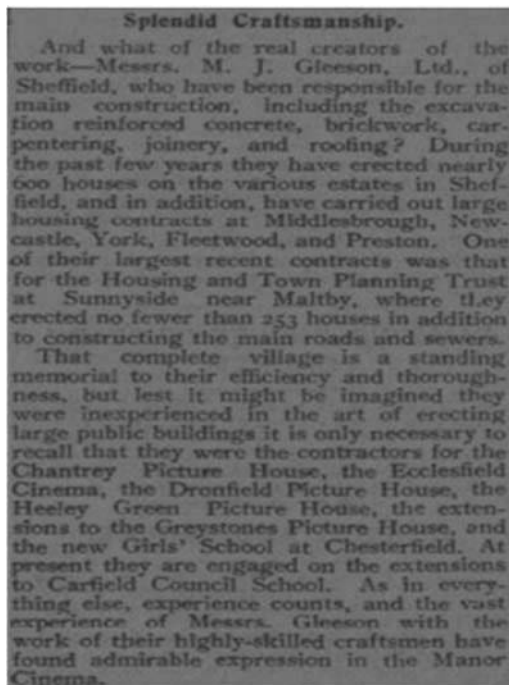 Splendid Craftsmanship.
And what of the real creators of the
work—Messrs. M. J. Gleeson, Ltd., of
Sheffield, who have been responsible for the
main construction, including the excava-
tion reinforced concrete, brickwork, car-
pentering, joinery, and roofing? During
the past few years they have erected nearly
600 houses on the various estates in Shef-
field, and in addition, have carried out large
housing contracts at Middlesbrough, New-
castle, York, Fleetwood, and Preston. One
of their largest recent contracts was that
for the Housing and Town Planning Trust
at Sunnyside near Maltby, where they
erected no fewer than 253 houses in addition
to constructing the main roads and sewers.
That complete village is a standing
memorial to their efficiency and thorough-
ness, but lest it might be imagined they
were inexperienced in the art of erecting
large public buildings it is only necessary to
recall that they were the contractors for the
Chantrey Picture House, the Ecclesfield
Cinema, the Dronfield Picture House, the
Heeley Green Picture House, the exten-
sions to the Greystones Picture House, and
the new Girls' School at Chesterfield. At
present they are engaged on the extensions
to Carfield Council School. As in every-
thing else, experience counts, and the vast
experience of Messrs. Gleeson with the
work of their highly-skilled craftsmen have
found admirable expression in the Manor
Cinema.